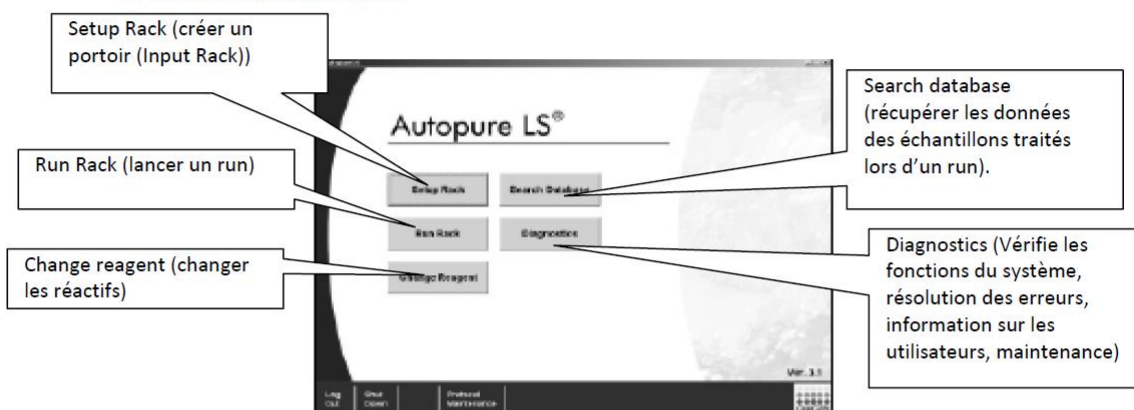 Setup Rack (créer un
portoir (Input Rack))
Run Rack (lancer un run)
Change reagent (changer
les réactifs)
Autopure LS®
Setup Rack
Search Database
Run Rack
Diagnostics
Change Reagent
Ver. 3.1
Log
Out
Shut
Down
Protocol
Maintenance
Search database
(récupérer les données
des échantillons traités
lors d'un run).
Diagnostics (Vérifie les
fonctions du système,
résolution des erreurs,
information sur les
utilisateurs, maintenance)